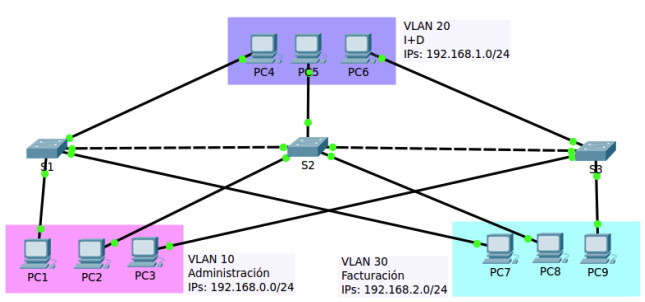 VLAN 20
I+D
IPs: 192.168.1.0/24
PC4
PC5
PC6
S1
S2
S3
PC1
PC2
PC3
VLAN 10
Administración
IPs: 192.168.0.0/24
VLAN 30
Facturación
IPs: 192.168.2.0/24
PC7
PC8
PC9